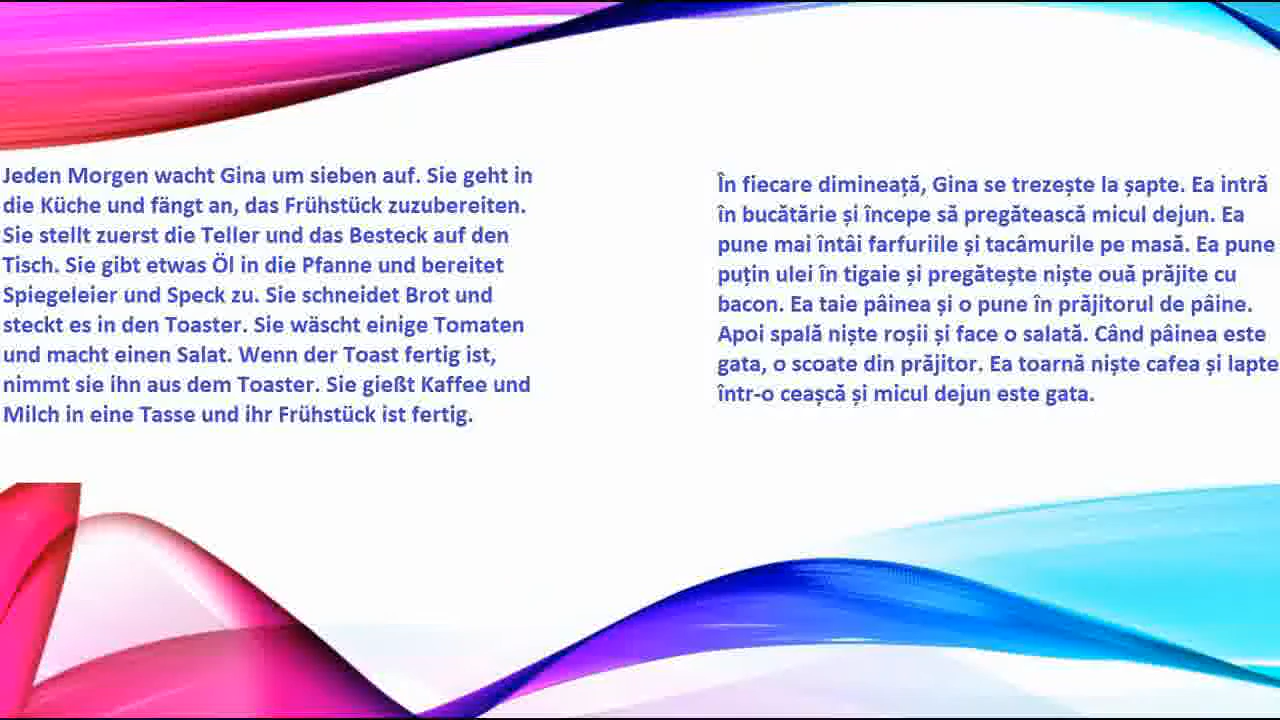 Jeden Morgen wacht Gina um sieben auf. Sie geht in
die Küche und fängt an, das Frühstück zuzubereiten.
Sie stellt zuerst die Teller und das Besteck auf den
Tisch. Sie gibt etwas Öl in die Pfanne und bereitet
Spiegeleier und Speck zu. Sie schneidet Brot und
steckt es in den Toaster. Sie wäscht einige Tomaten
und macht einen Salat. Wenn der Toast fertig ist,
nimmt sie ihn aus dem Toaster. Sie gießt Kaffee und
Milch in eine Tasse und ihr Frühstück ist fertig.
În fiecare dimineață, Gina se trezește la șapte. Ea intră
în bucătărie și începe să pregătească micul dejun. Ea
pune mai întâi farfuriile și tacâmurile pe masă. Ea pune
puțin ulei în tigaie și pregătește niște ouă prăjite cu
bacon. Ea taie pâinea și o pune în prăjitorul de pâine.
Apoi spală niște roșii și face o salată. Când pâinea este
gata, o scoate din prăjitor. Ea toarnă niște cafea și lapte
într-o ceașcă și micul dejun este gata.